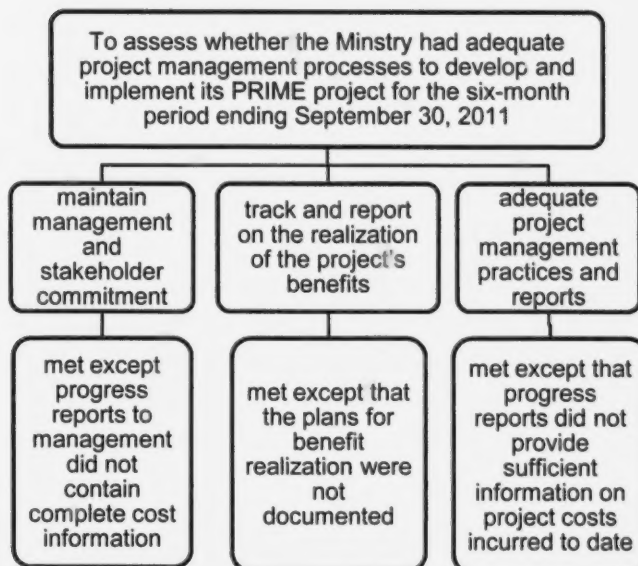 To assess whether the Minstry had adequate
project management processes to develop and
implement its PRIME project for the six-month
period ending September 30, 2011
maintain
management
and
stakeholder
commitment
track and report
on the realization
of the project's
benefits
adequate
project
management
practices and
reports
met except
progress
reports to
management
did not
contain
complete cost
information
met except that
the plans for
benefit
realization were
not
documented
met except that
progress
reports did not
provide
sufficient
information on
project costs
incurred to date